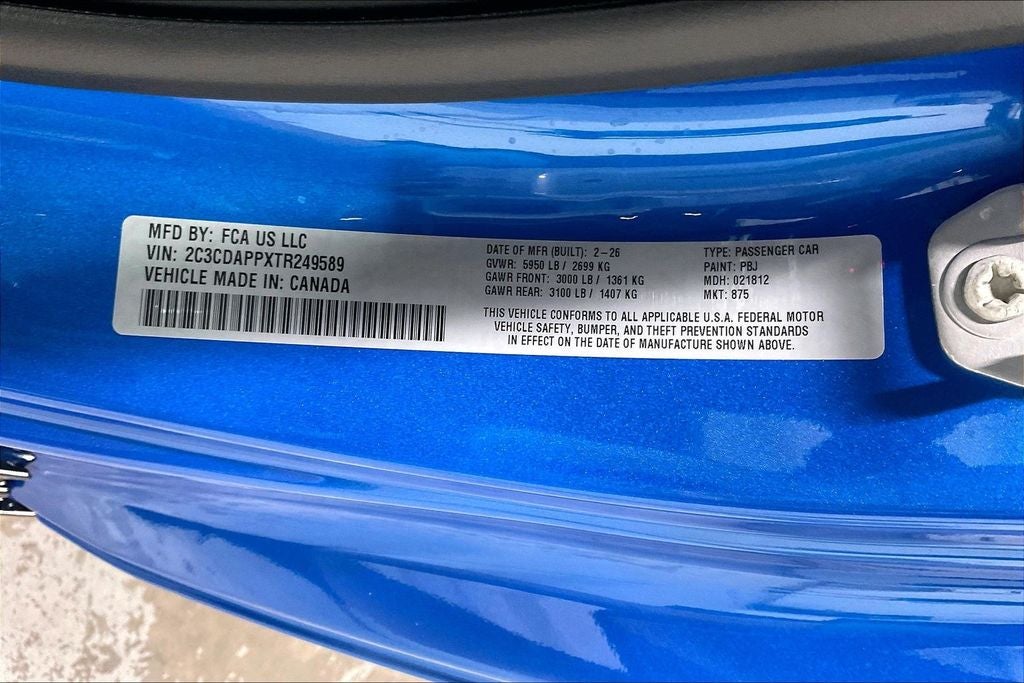 MFD BY: FCA US LLC
VIN: 2C3CDAPPXTR249589
VEHICLE MADE IN: CANADA
DATE OF MFR (BUILT): 2-26
GVWR: 5950 LB / 2699 KG
GAWR FRONT: 3000 LB / 1361 KG
GAWR REAR: 3100 LB / 1407 KG
TYPE: PASSENGER CAR
PAINT: PBJ
MDH: 021812
MKT: 875
THIS VEHICLE CONFORMS TO ALL APPLICABLE U.S.A. FEDERAL MOTOR
VEHICLE SAFETY, BUMPER, AND THEFT PREVENTION STANDARDS
IN EFFECT ON THE DATE OF MANUFACTURE SHOWN ABOVE.